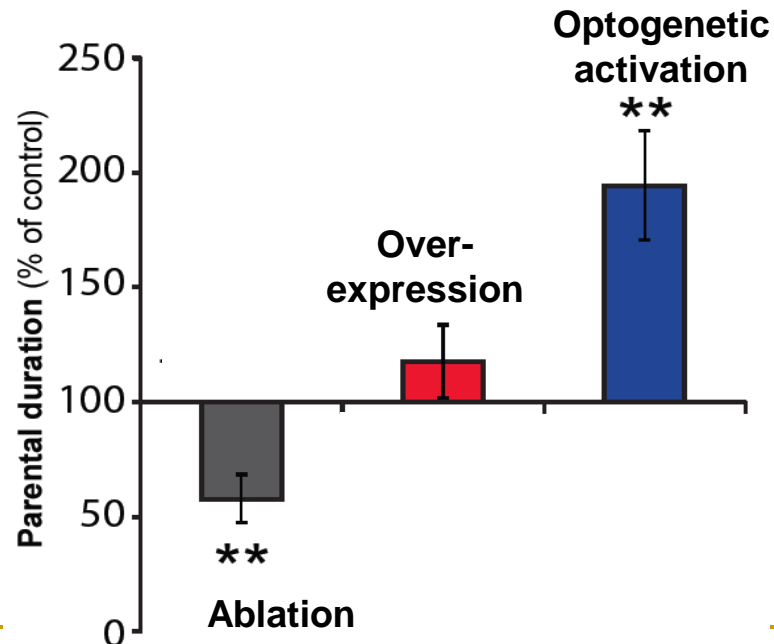 Optogenetic
activation
**
250
200
150
100
50
0
Parental duration (% of control)
Over-
expression
**
Ablation